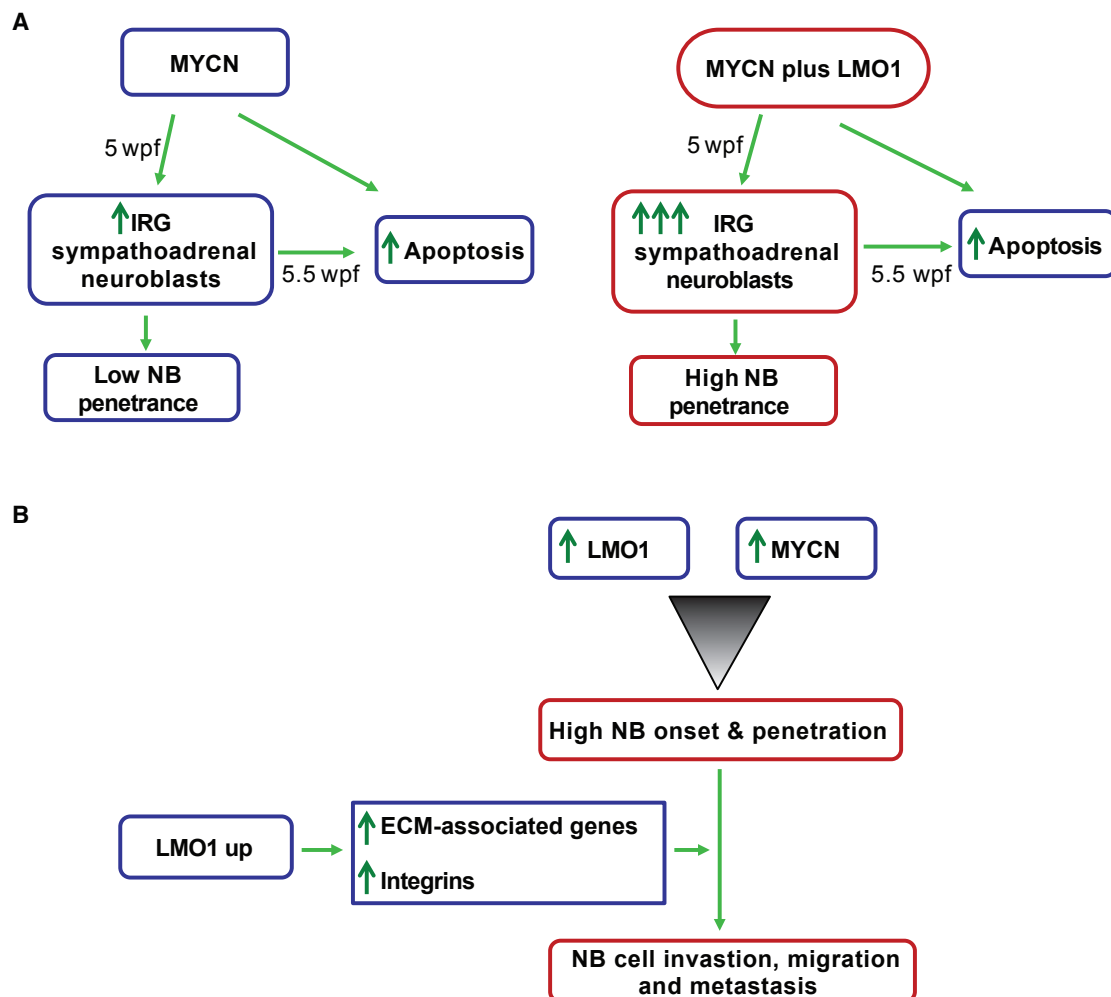 A
MYCN
5 wpf
IRG
sympathoadrenal
neuroblasts
5.5 wpf
Apoptosis
Low NB
penetrance
MYCN plus LMO1
5 wpf
IRG
sympathoadrenal
neuroblasts
5.5 wpf
Apoptosis
High NB
penetrance
B
LMO1
MYCN
High NB onset & penetration
LMO1 up
ECM-associated genes
Integrins
NB cell invastion, migration
and metastasis